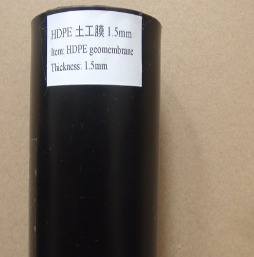 HDPE 土工膜 1.5mm
Item: HDPE geomembrane
Thickness: 1.5mm